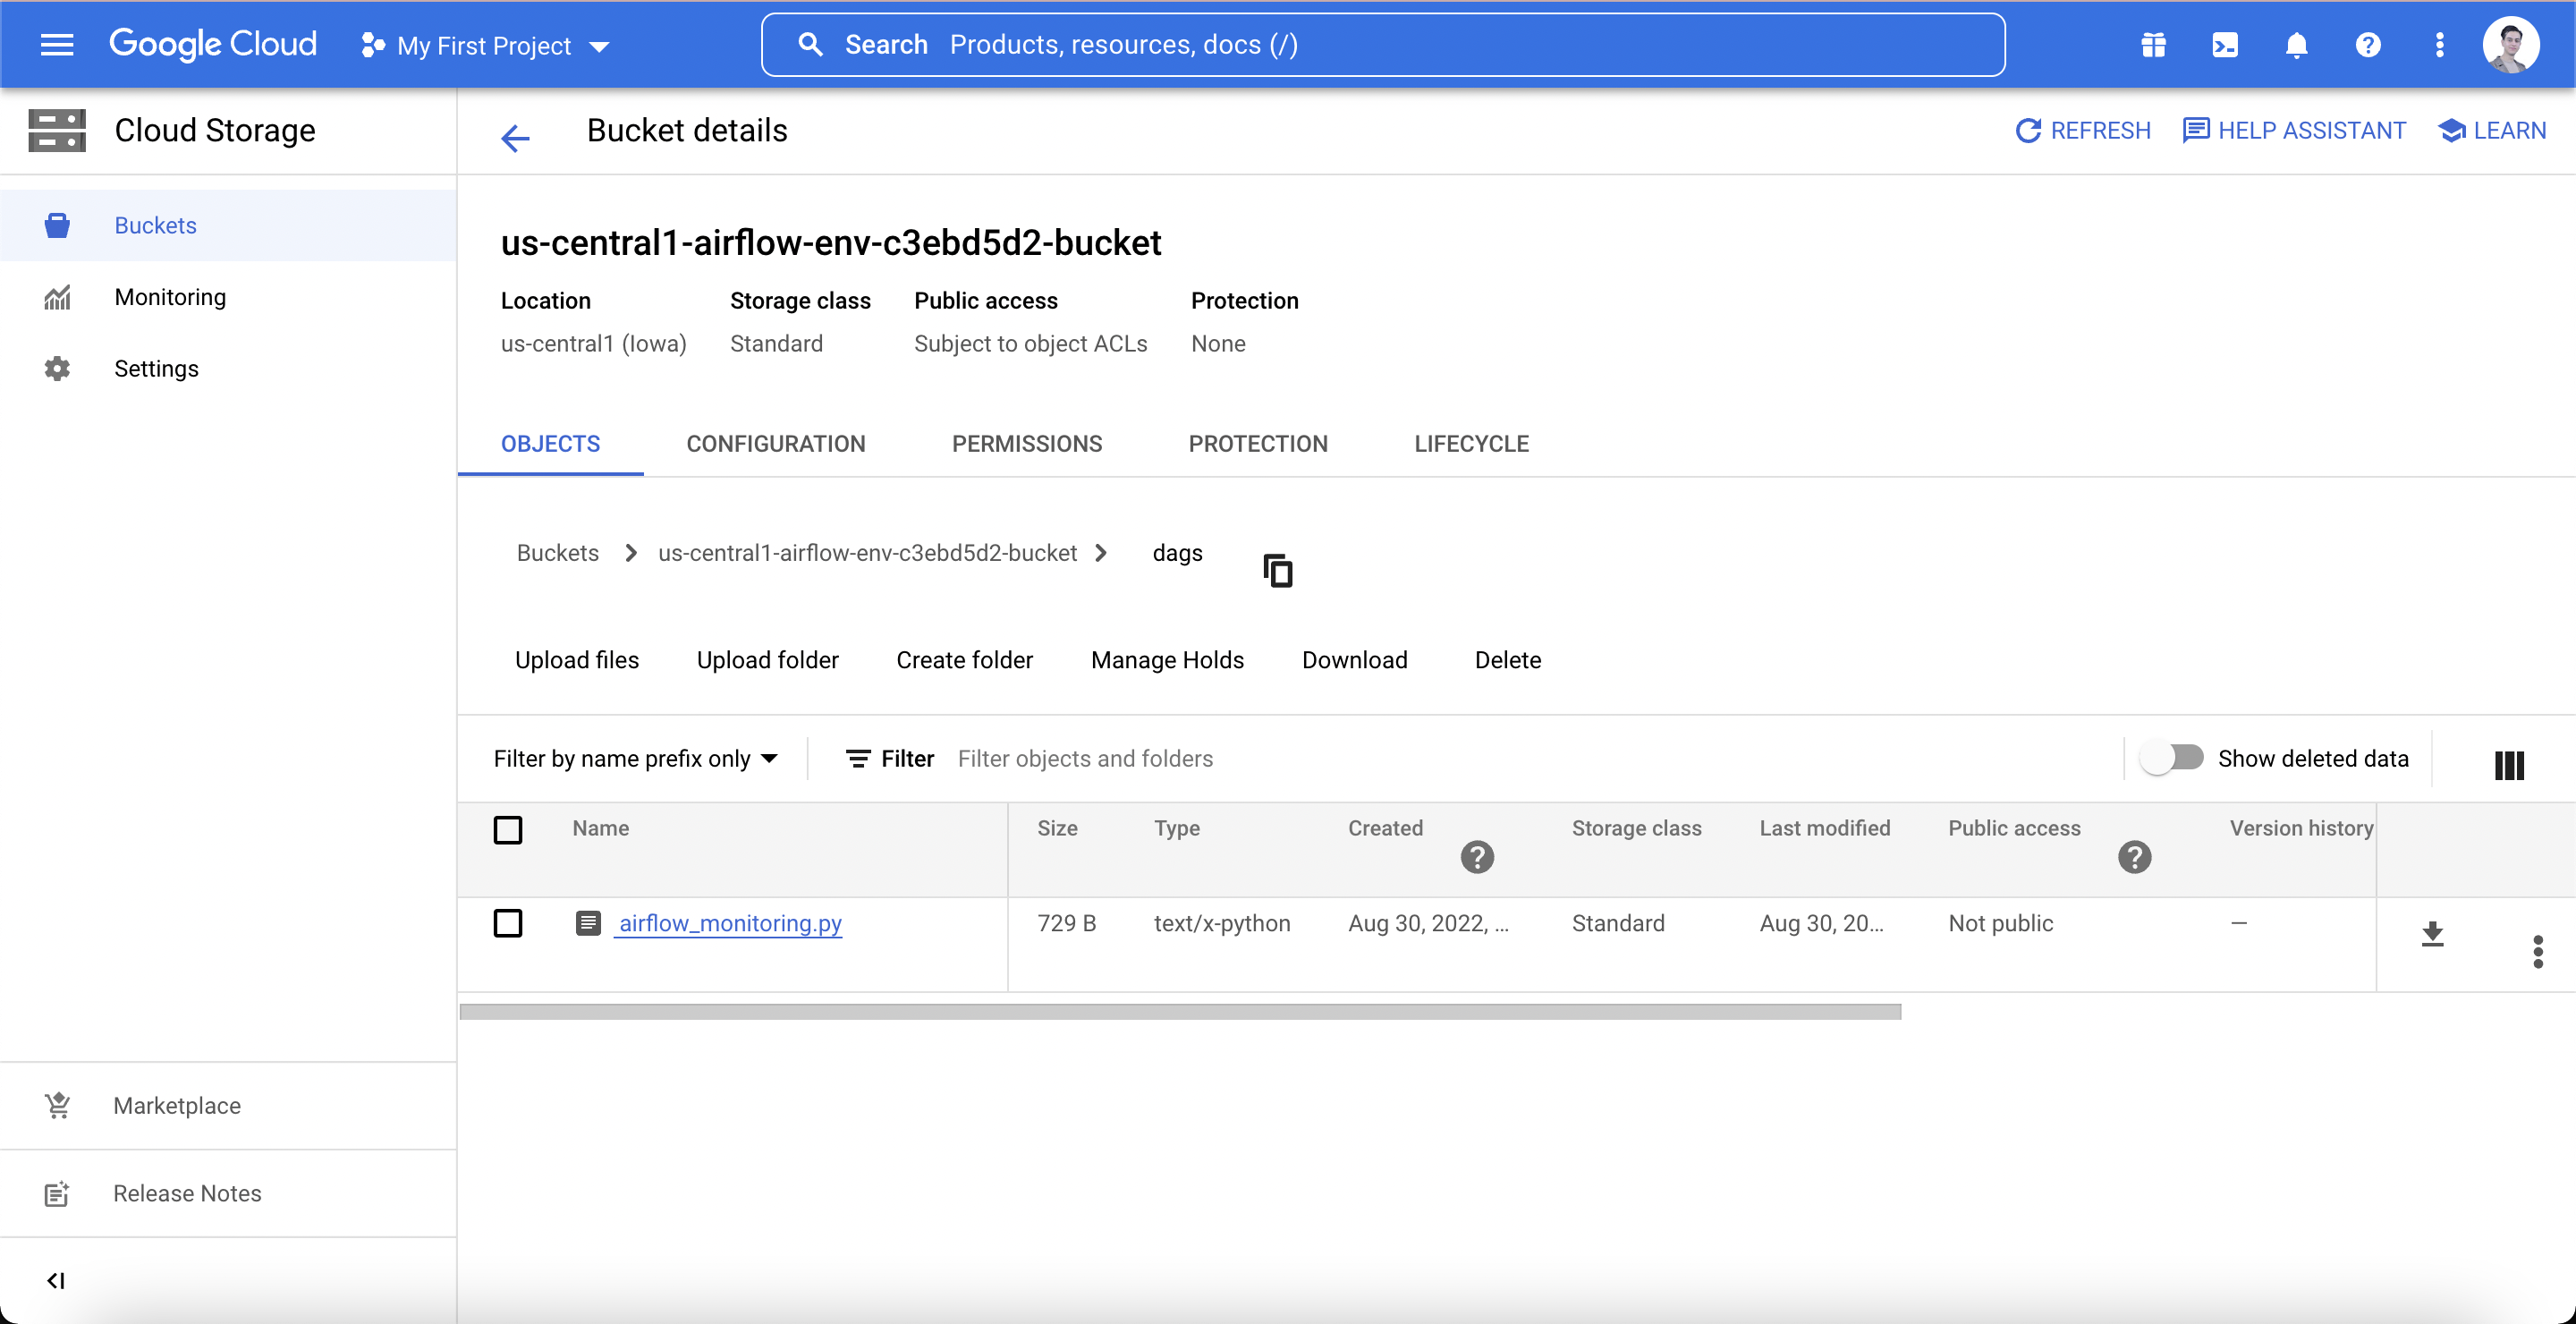 Google Cloud
My First Project
Search Products, resources, docs (/)
Cloud Storage
Bucket details
REFRESH
HELP ASSISTANT
LEARN
Buckets
Monitoring
Settings
us-central1-airflow-env-c3ebd5d2-bucket
Location Storage class Public access Protection
us-central1 (Iowa) Standard Subject to object ACLs None
OBJECTS CONFIGURATION PERMISSIONS PROTECTION LIFECYCLE
Buckets us-central1-airflow-env-c3ebd5d2-bucket dags
Upload files Upload folder Create folder Manage Holds Download Delete
Filter by name prefix only Filter Filter objects and folders Show deleted data
Name Size Type Created Storage class Last modified Public access Version history
airflow_monitoring.py 729 B text/x-python Aug 30, 2022, ... Standard Aug 30, 20... Not public —
Marketplace
Release Notes